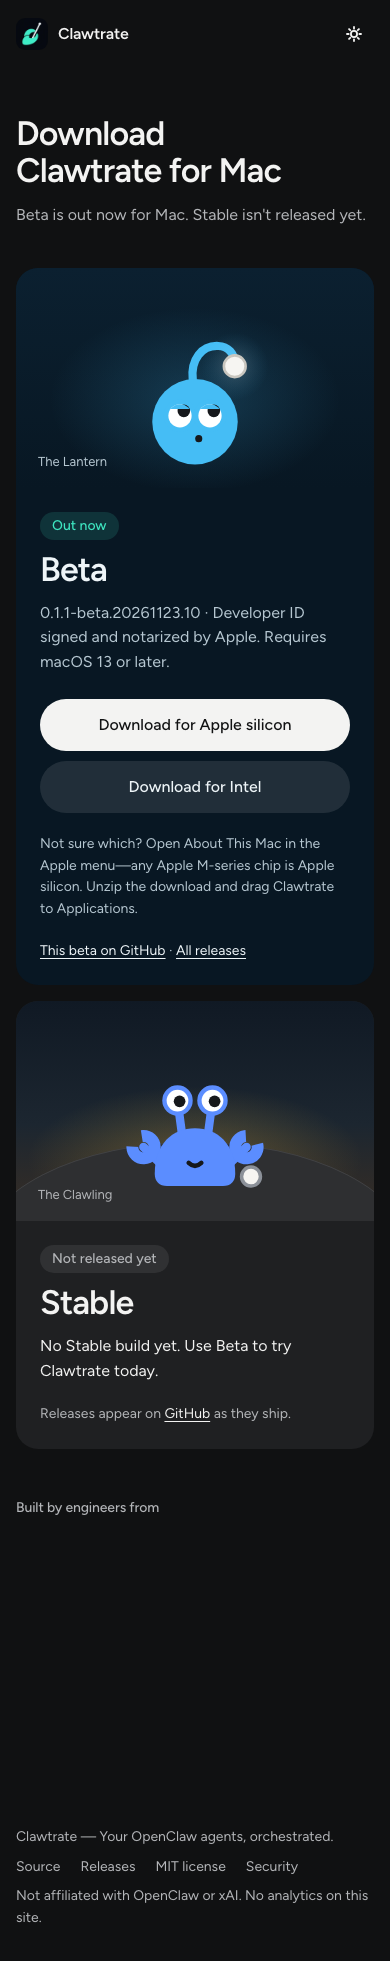 Clawtrate
Download
Clawtrate for Mac
Beta is out now for Mac. Stable isn't released yet.
The Lantern
Out now
Beta
0.1.1-beta.20261123.10 · Developer ID
signed and notarized by Apple. Requires
macOS 13 or later.
Download for Apple silicon
Download for Intel
Not sure which? Open About This Mac in the
Apple menu—any Apple M-series chip is Apple
silicon. Unzip the download and drag Clawtrate
to Applications.
This beta on GitHub · All releases
The Clawling
Not released yet
Stable
No Stable build yet. Use Beta to try
Clawtrate today.
Releases appear on GitHub as they ship.
Built by engineers from
Clawtrate — Your OpenClaw agents, orchestrated.
Source Releases MIT license Security
Not affiliated with OpenClaw or xAI. No analytics on this
site.